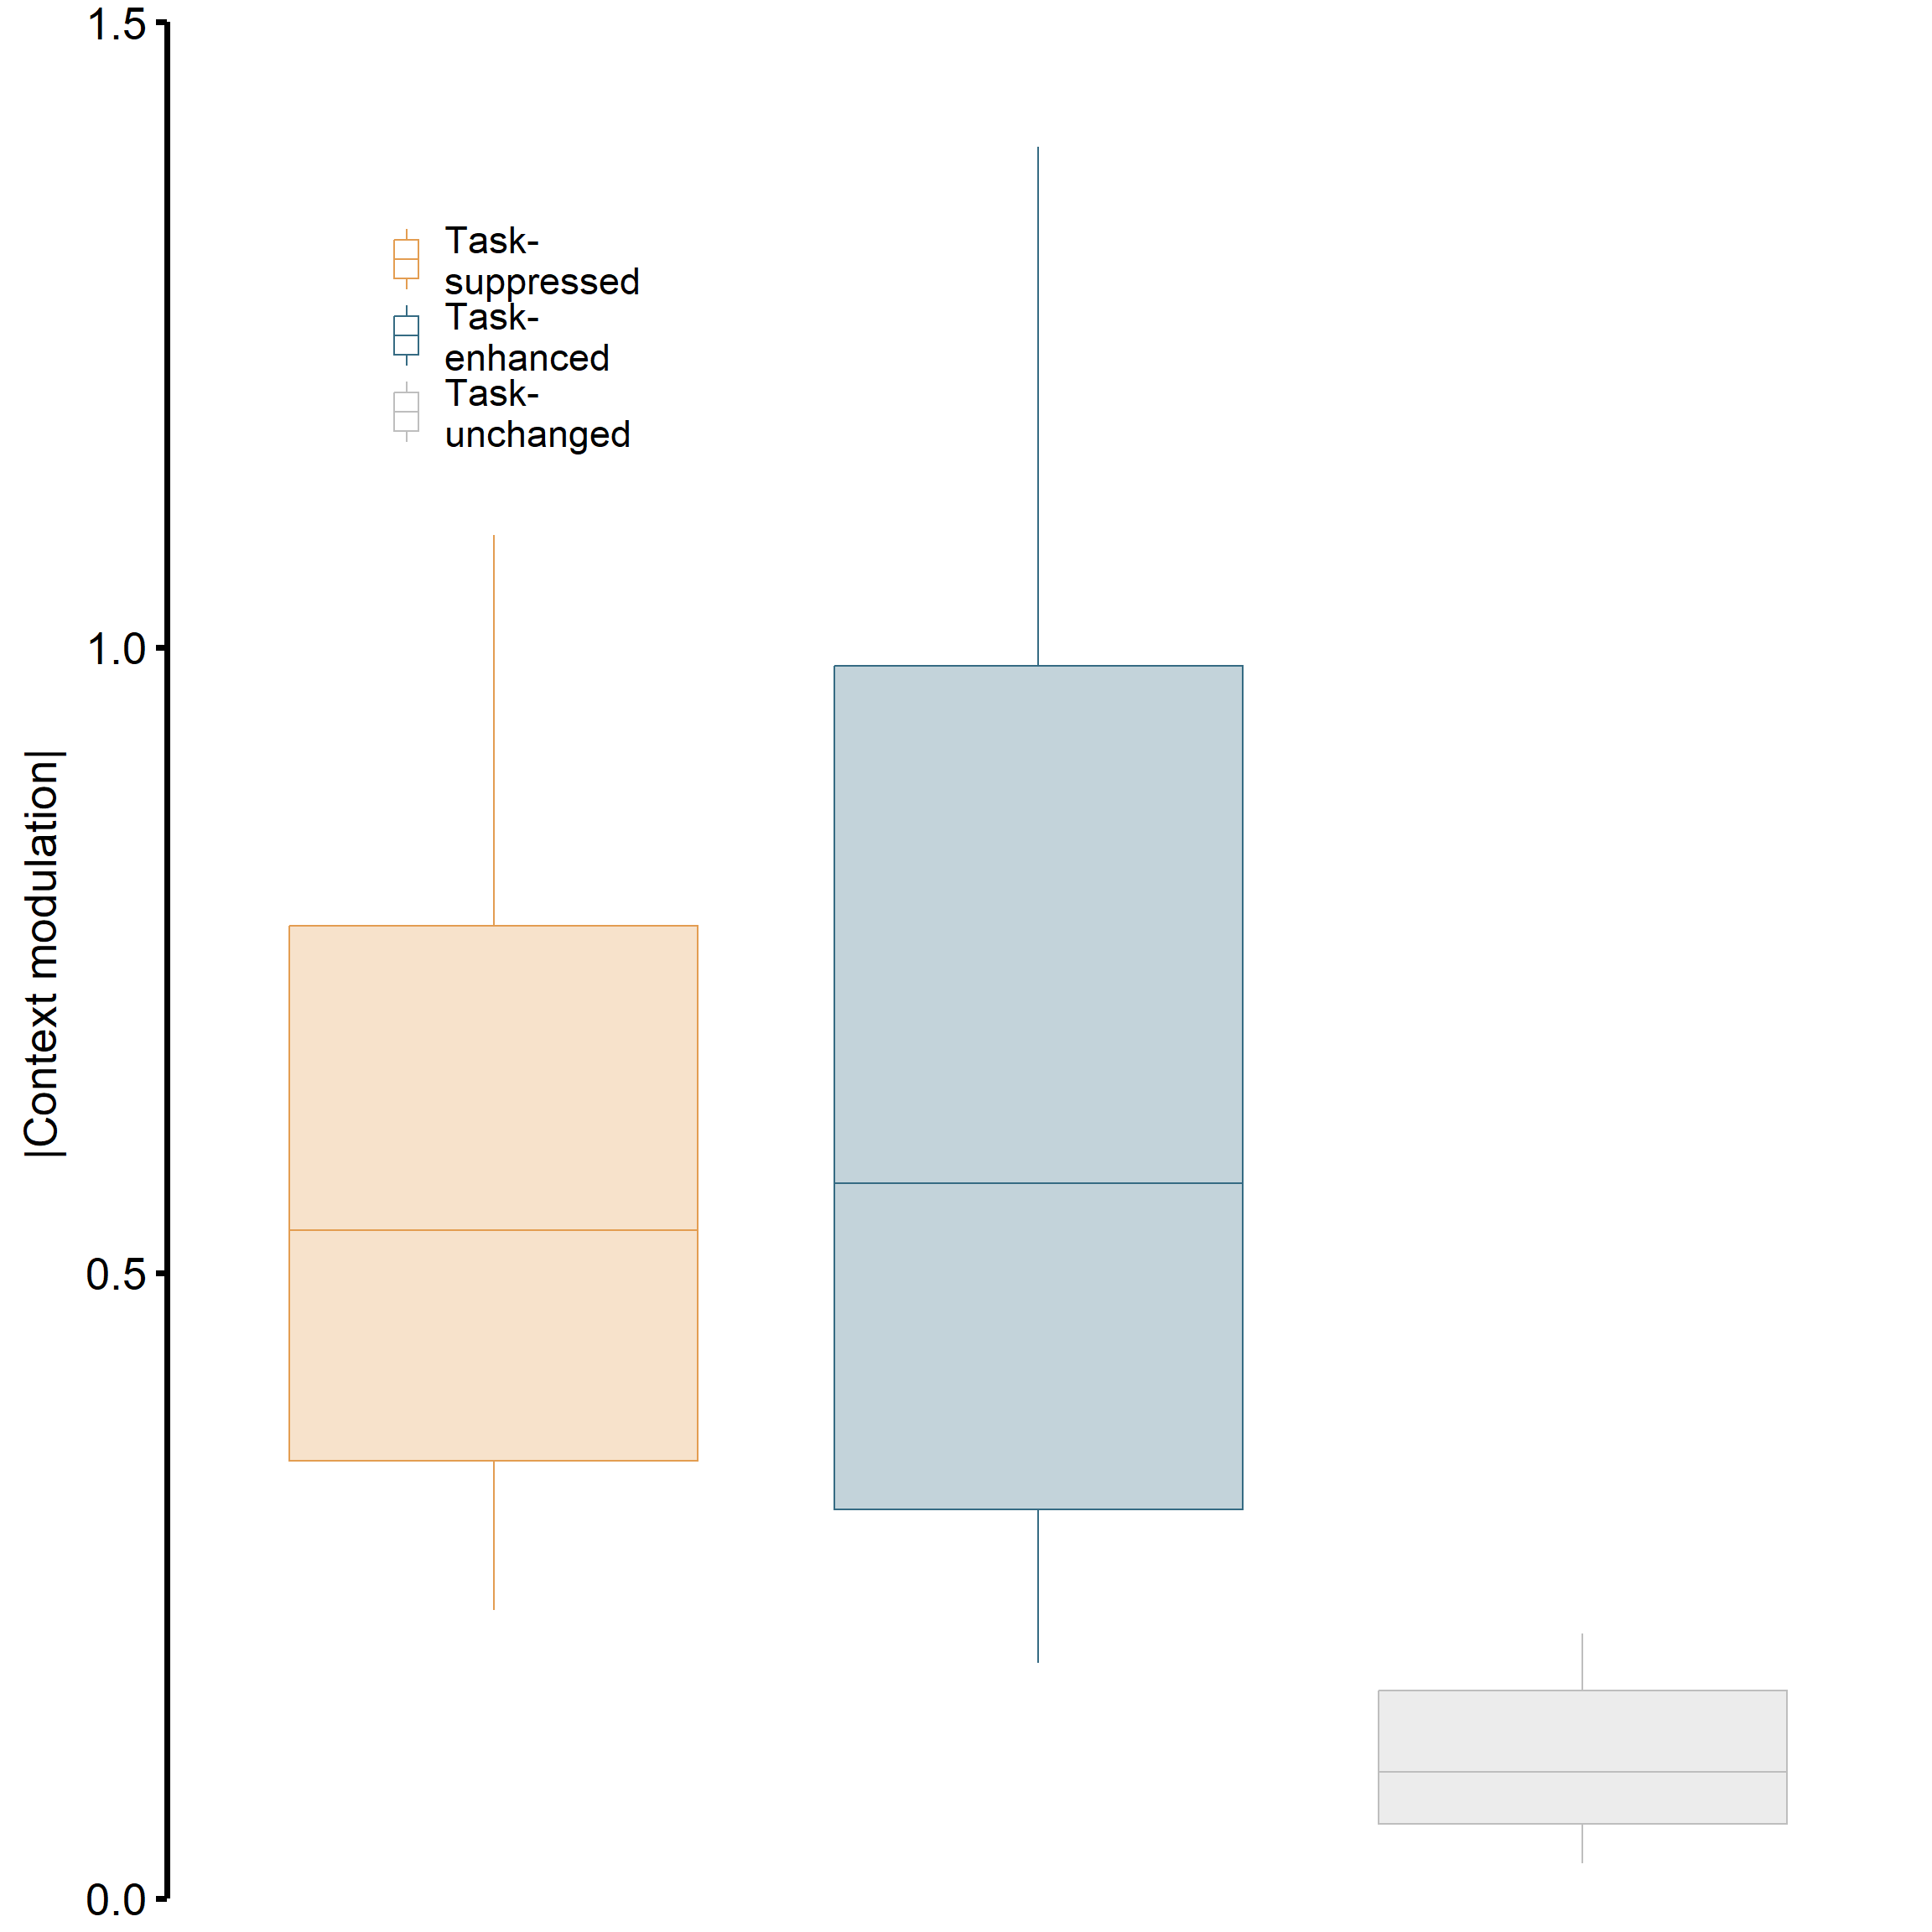 1.5
Task-
suppressed
Task-
enhanced
Task-
unchanged
1.0
|Context modulation|
0.5
0.0